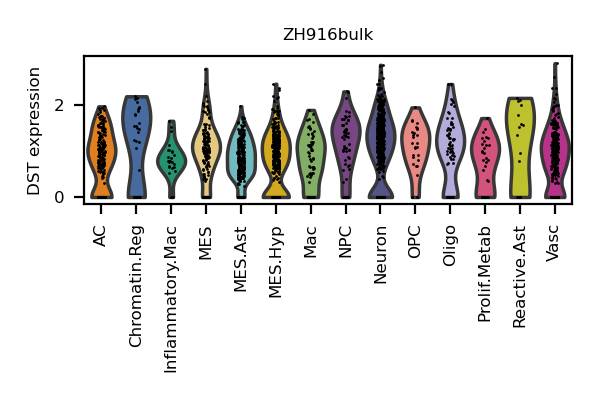 ZH916bulk
DST expression
2
0
AC
Chromatin.Reg
Inflammatory.Mac
MES
MES.Ast
MES.Hyp
Mac
NPC
Neuron
OPC
Oligo
Prolif.Metab
Reactive.Ast
Vasc